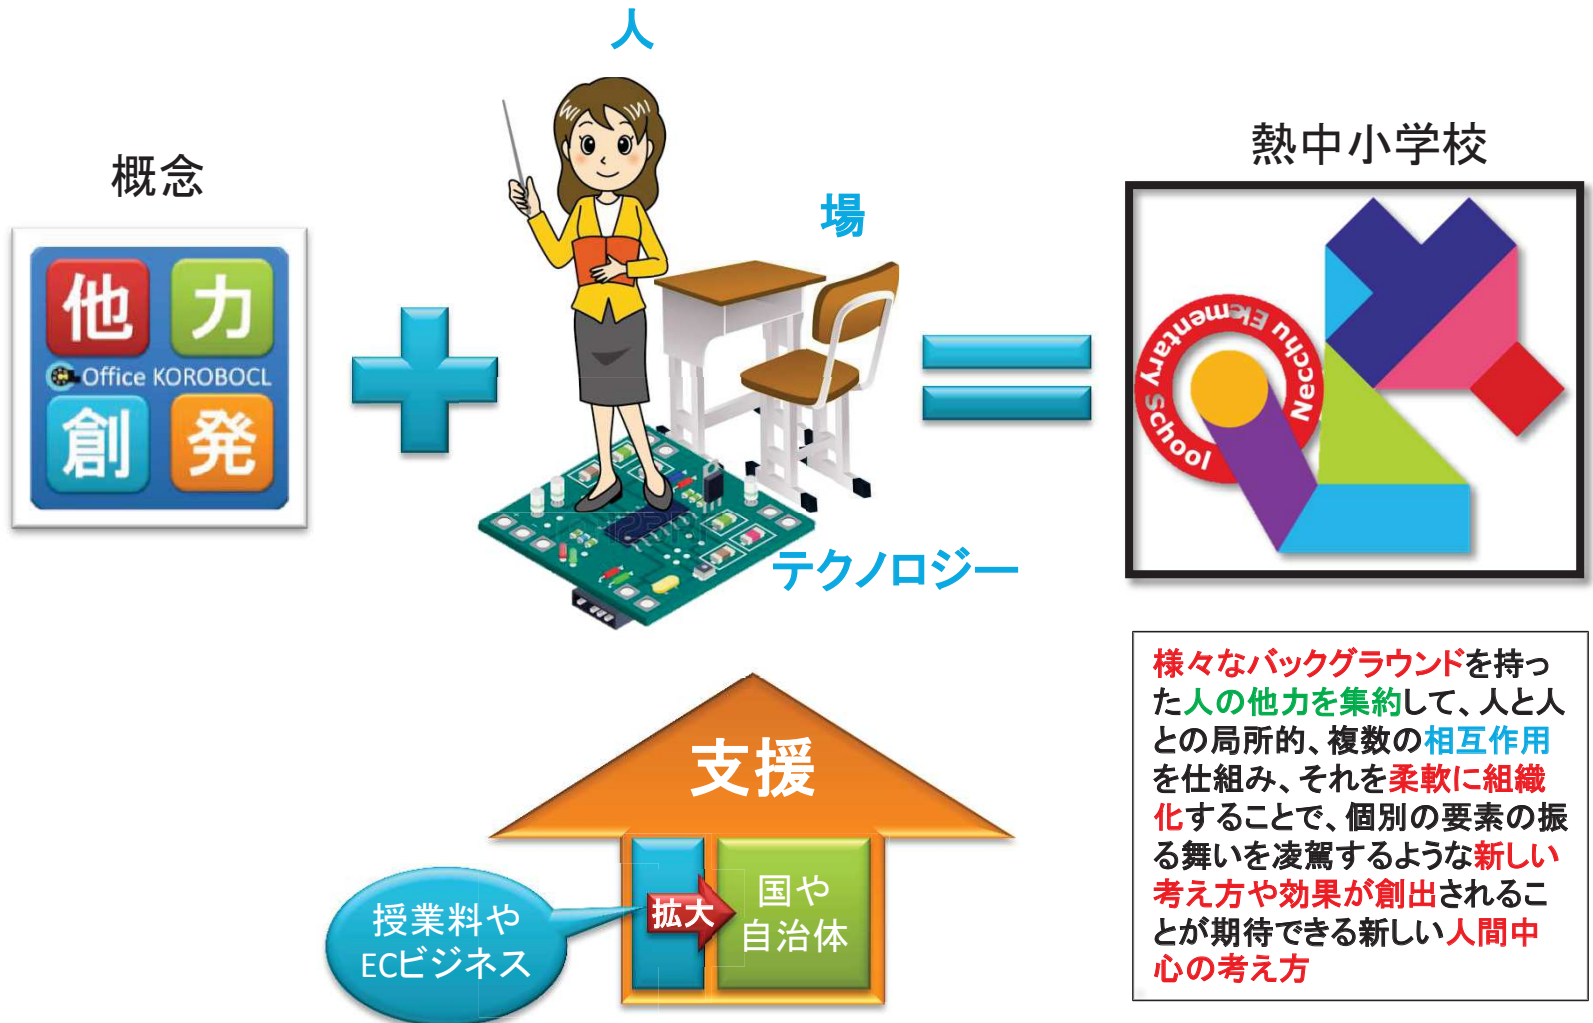 人
概念
他力
Office KOROBOCL
創発
場
テクノロジー
熱中小学校
Necchu Elementary School
様々なバックグラウンドを持っ
た人の他力を集約して、人と人
との局所的、複数の相互作用
を仕組み、それを柔軟に組織
化することで、個別の要素の振
る舞いを凌駕するような新しい
考え方や効果が創出されるこ
とが期待できる新しい人間中
心の考え方
支援
授業料や
ECビジネス
拡大
国や
自治体